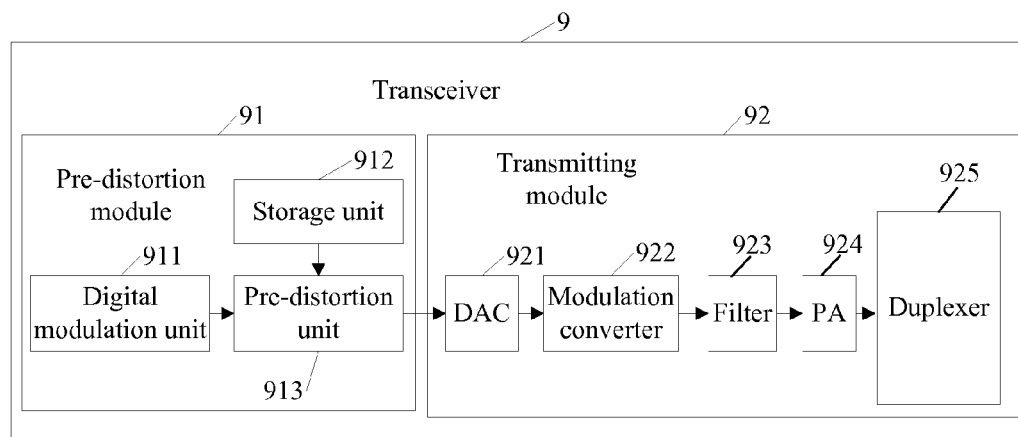 9
Transceiver
91
92
Pre-distortion
module
912
Storage unit
Transmitting
module
925
911
Digital
modulation unit
Pre-distortion
unit
913
921
DAC
922
Modulation
converter
923
Filter
924
PA
Duplexer